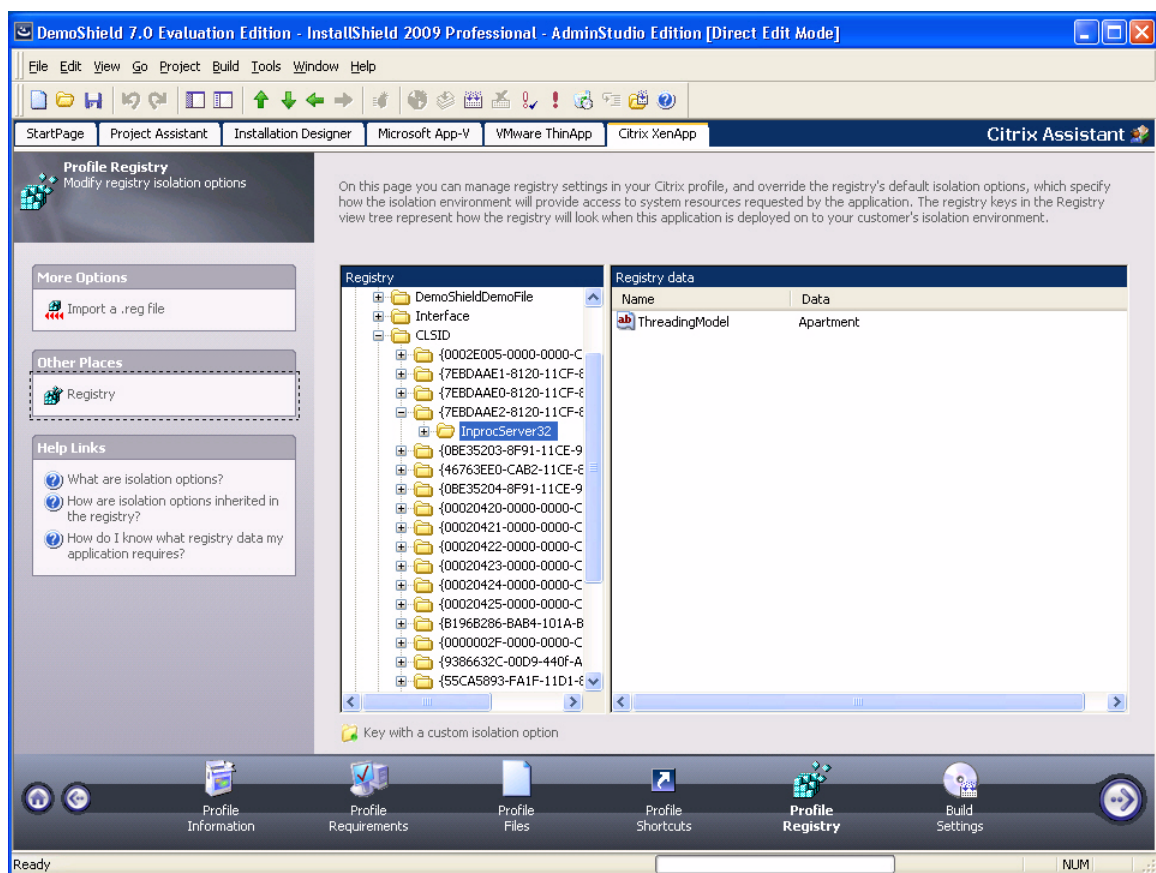 DemoShield 7.0 Evaluation Edition - InstallShield 2009 Professional - AdminStudio Edition [Direct Edit Mode]
File Edit View Go Project Build Tools Window Help
StartPage Project Assistant Installation Designer Microsoft App-V VMware ThinApp Citrix XenApp Citrix Assistant
Profile Registry
Modify registry isolation options
On this page you can manage registry settings in your Citrix profile, and override the registry's default isolation options, which specify
how the isolation environment will provide access to system resources requested by the application. The registry keys in the Registry
view tree represent how the registry will look when this application is deployed on to your customer's isolation environment.
More Options
Import a .reg file
Other Places
Registry
Help Links
What are isolation options?
How are isolation options inherited in
the registry?
How do I know what registry data my
application requires?
Registry
DemoShieldDemoFile
Interface
CLSID
{0002E005-0000-0000-C
{7EBDAAE1-8120-11CF-8
{7EBDAAE0-8120-11CF-8
{7EBDAAE2-8120-11CF-8
InprocServer32
{0BE35203-8F91-11CE-9
{46763EE0-CAB2-11CE-8
{0BE35204-8F91-11CE-9
{00020420-0000-0000-C
{00020421-0000-0000-C
{00020422-0000-0000-C
{00020423-0000-0000-C
{00020424-0000-0000-C
{00020425-0000-0000-C
{B196B286-BAB4-101A-B
{0000002F-0000-0000-C
{9386632C-00D9-440f-A
{55CA5893-FA1F-11D1-8
Registry data
Name Data
ab ThreadingModel Apartment
Key with a custom isolation option
Profile
Information
Profile
Requirements
Profile
Files
Profile
Shortcuts
Profile
Registry
Build
Settings
Ready NUM